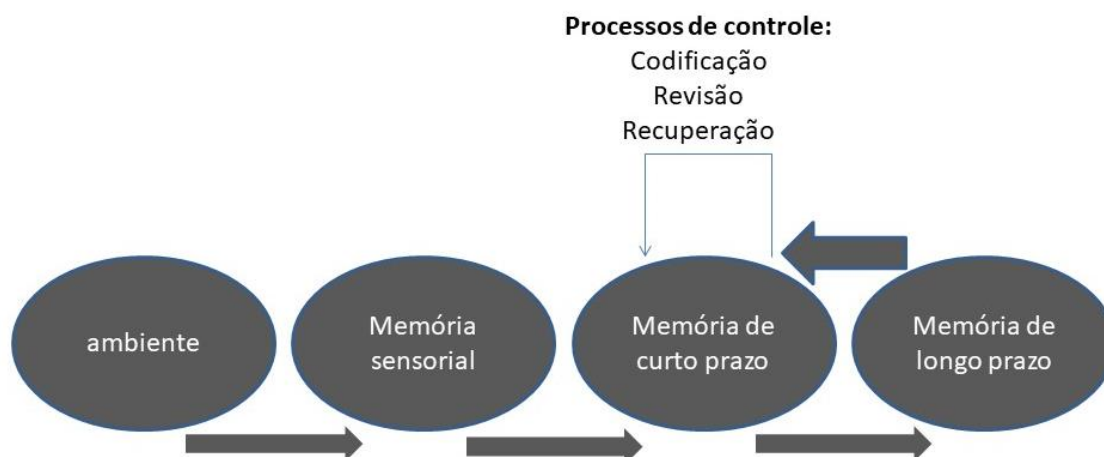 Processos de controle:
Codificação
Revisão
Recuperação
ambiente
Memória
sensorial
Memória de
curto prazo
Memória de
longo prazo